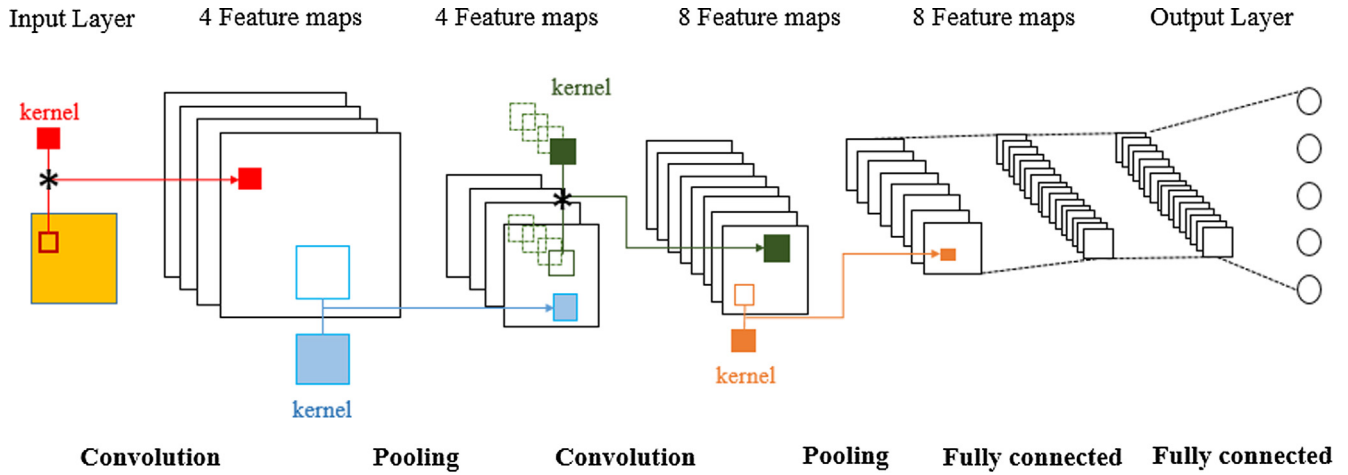 Input Layer 4 Feature maps 4 Feature maps 8 Feature maps 8 Feature maps Output Layer
kernel
kernel
kernel
kernel
Convolution Pooling Convolution Pooling Fully connected Fully connected